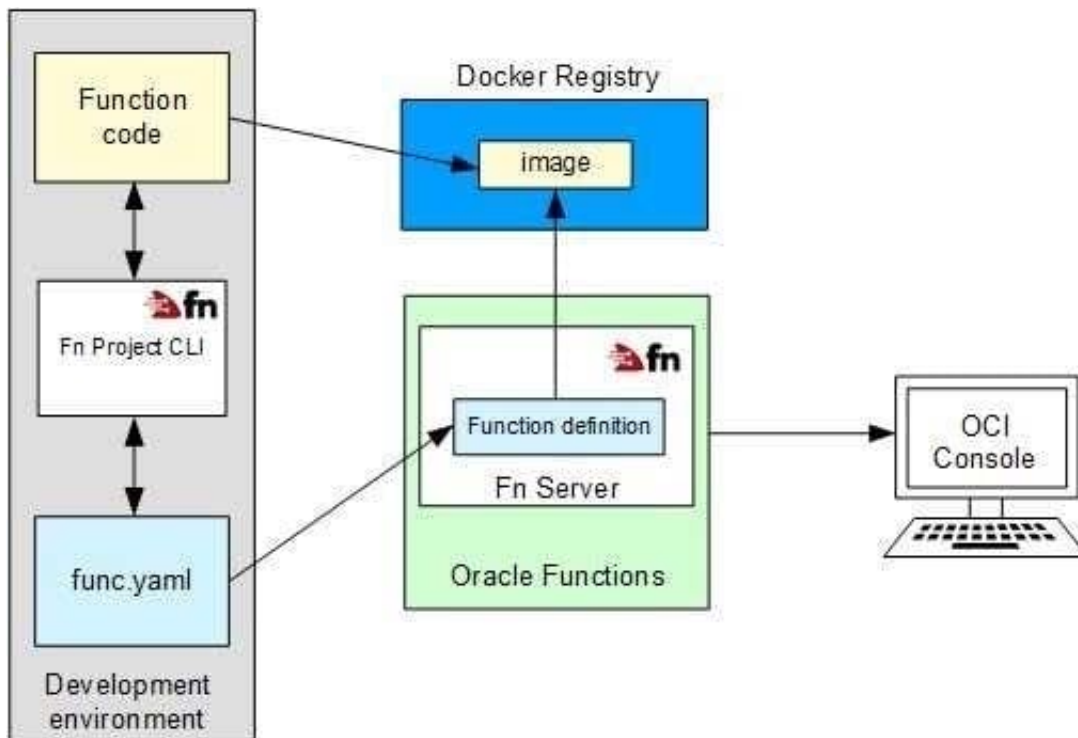 Function
code
fn
Fn Project CLI
func.yaml
Development
environment
Docker Registry
image
fn
Function definition
Fn Server
Oracle Functions
OCI
Console